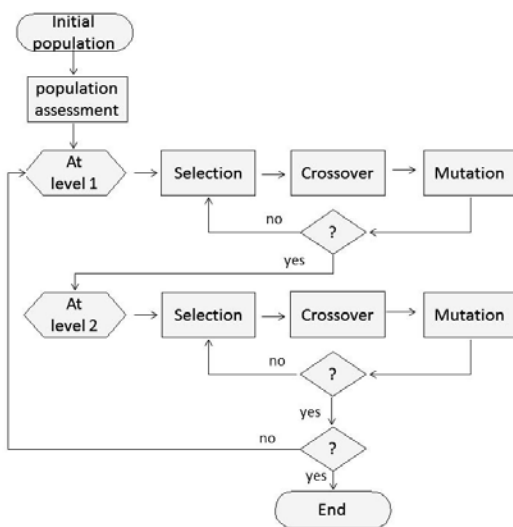 Initial
population
population
assessment
At
level 1
Selection
Crossover
Mutation
no
?
yes
At
level 2
Selection
Crossover
Mutation
no
?
yes
no
?
yes
End